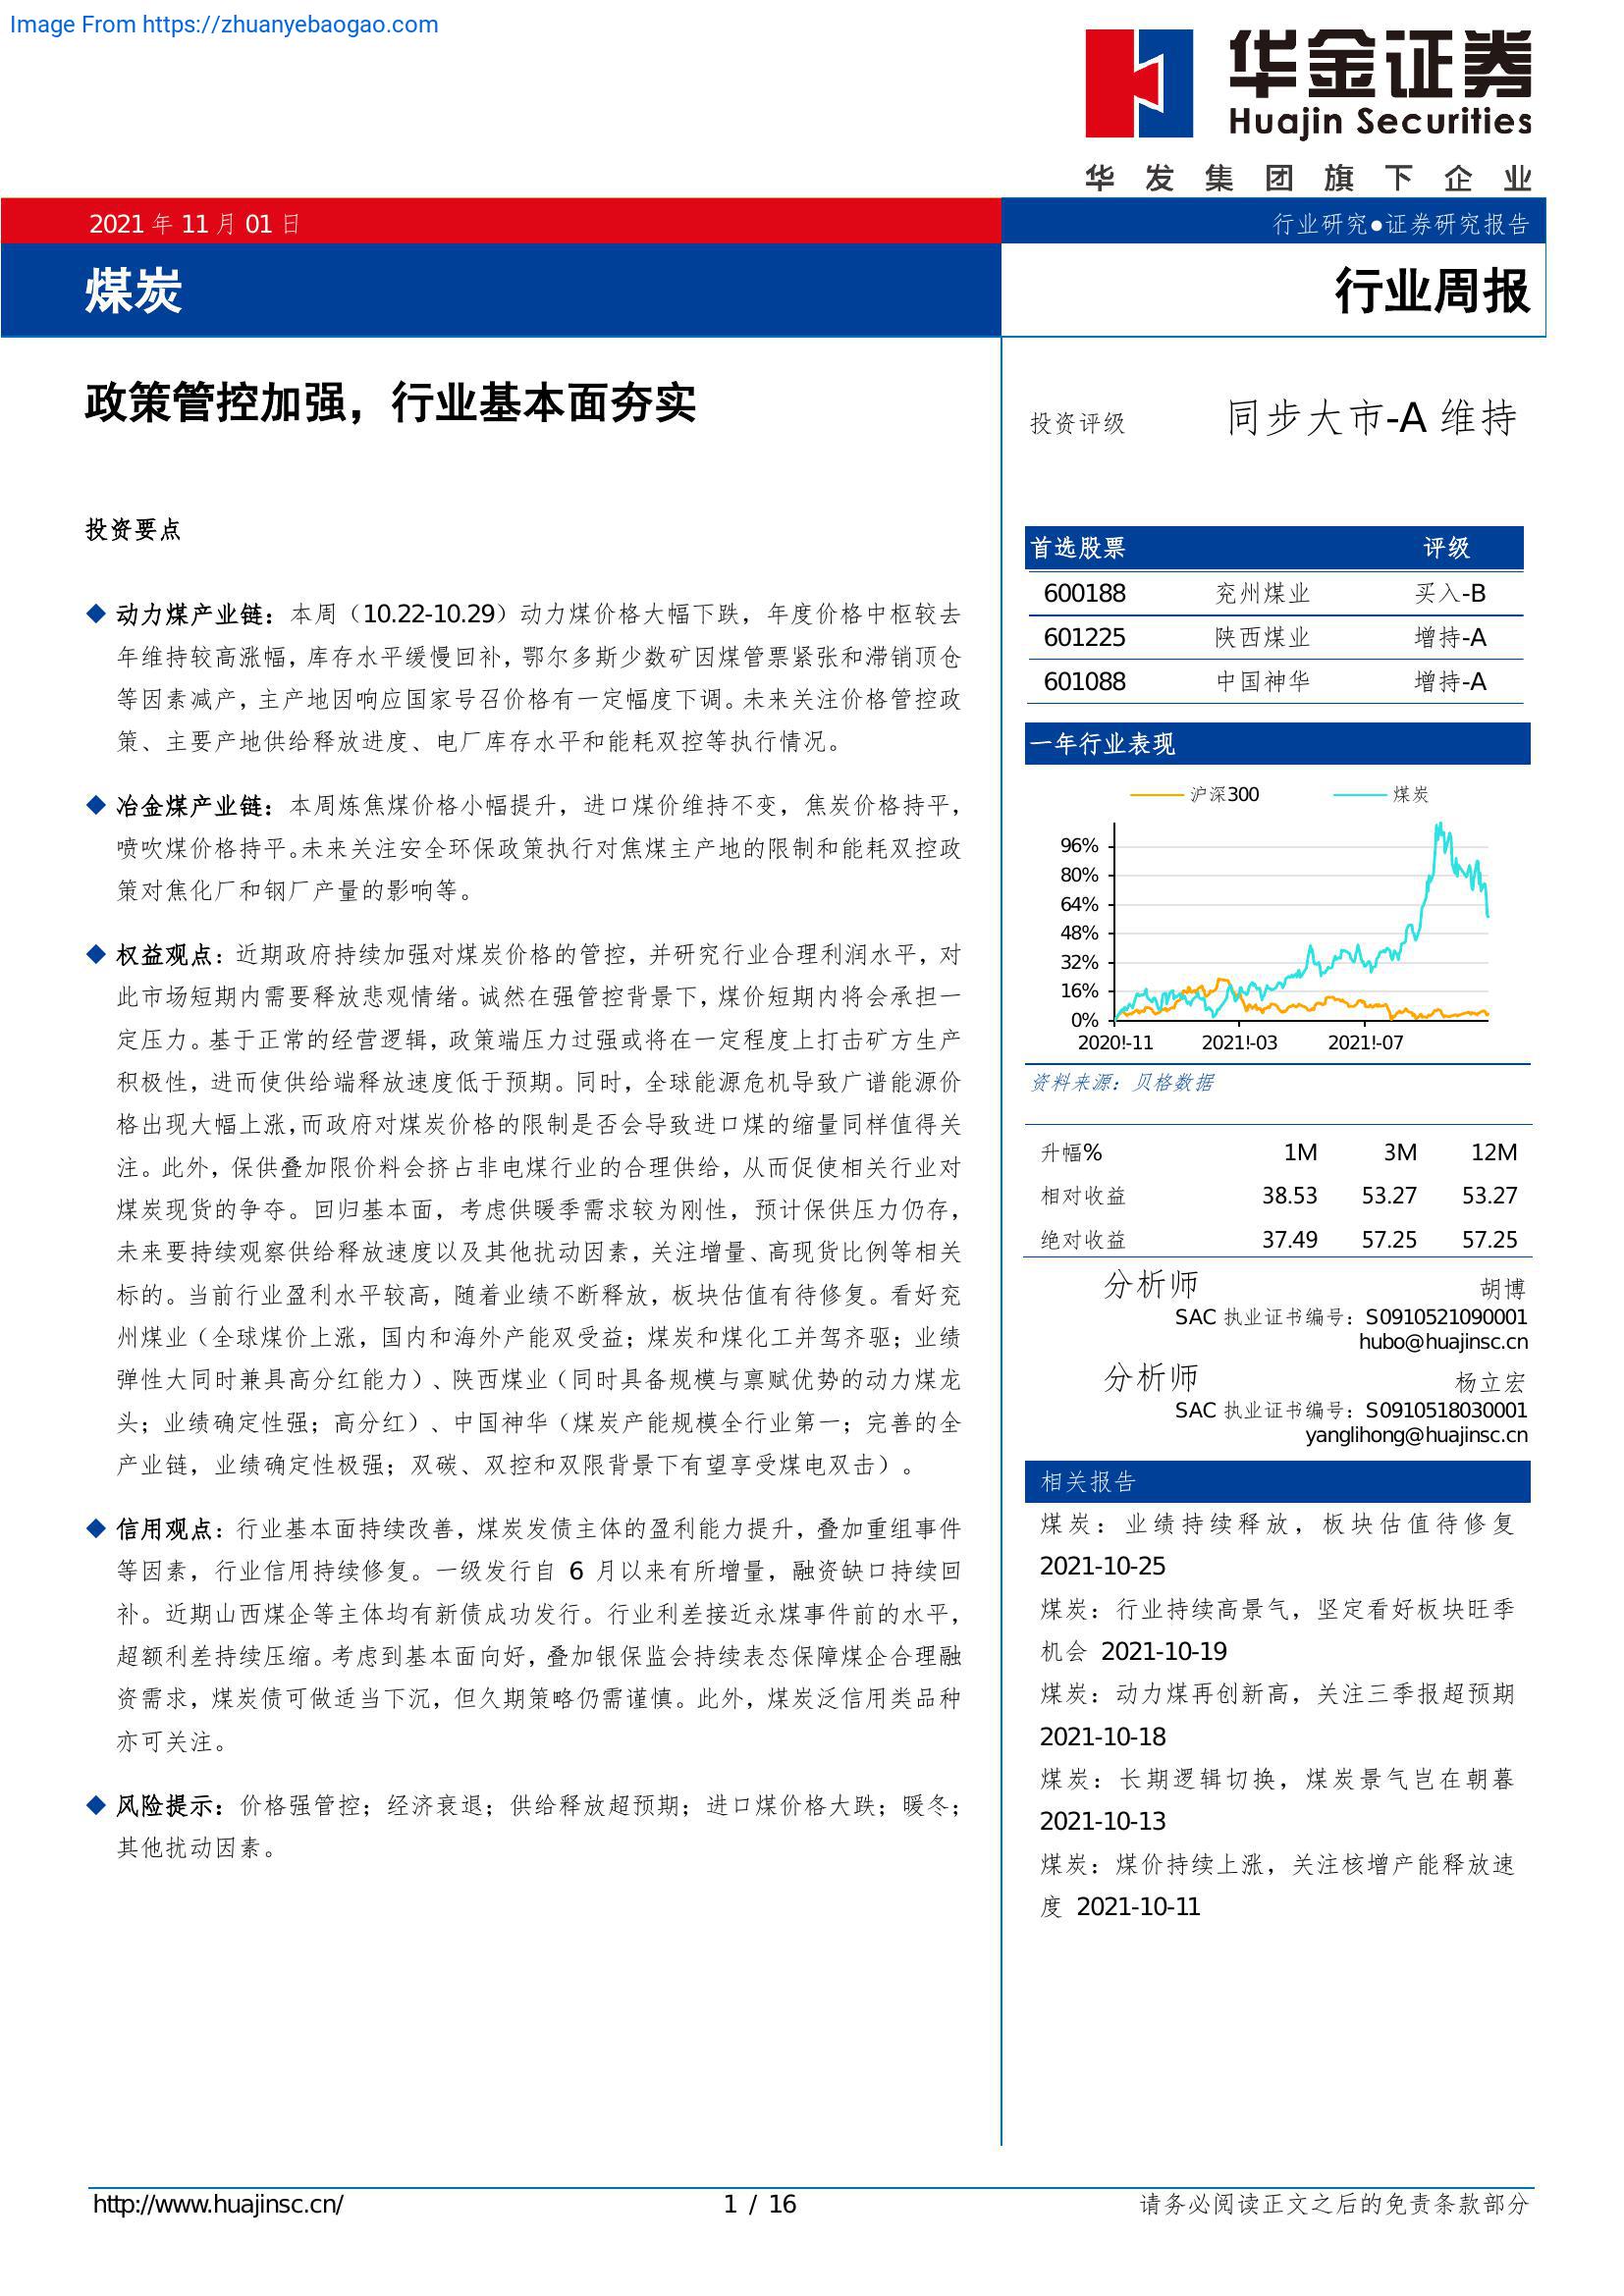 Image From https://zhuanyebaogao.com
华金证券
Huajin Securities
华发集团旗下企业
2021 年 11 月 01 日
行业研究●证券研究报告
煤炭
行业周报
政策管控加强，行业基本面夯实
投资要点
◆ 动力煤产业链：本周（10.22-10.29）动力煤价格大幅下跌，年度价格中枢较去
年维持较高涨幅，库存水平缓慢回补，鄂尔多斯少数矿因煤管票紧张和滞销顶仓
等因素减产，主产地因响应国家号召价格有一定幅度下调。未来关注价格管控政
策、主要产地供给释放进度、电厂库存水平和能耗双控等执行情况。
◆ 冶金煤产业链：本周炼焦煤价格小幅提升，进口煤价维持不变，焦炭价格持平，
喷吹煤价格持平。未来关注安全环保政策执行对焦煤主产地的限制和能耗双控政
策对焦化厂和钢厂产量的影响等。
◆ 权益观点：近期政府持续加强对煤炭价格的管控，并研究行业合理利润水平，对
此市场短期内需要释放悲观情绪。诚然在强管控背景下，煤价短期内将会承担一
定压力。基于正常的经营逻辑，政策端压力过强或将在一定程度上打击矿方生产
积极性，进而使供给端释放速度低于预期。同时，全球能源危机导致广谱能源价
格出现大幅上涨，而政府对煤炭价格的限制是否会导致进口煤的缩量同样值得关
注。此外，保供叠加限价料会挤占非电煤行业的合理供给，从而促使相关行业对
煤炭现货的争夺。回归基本面，考虑供暖季需求较为刚性，预计保供压力仍存，
未来要持续观察供给释放速度以及其他扰动因素，关注增量、高现货比例等相关
标的。当前行业盈利水平较高，随着业绩不断释放，板块估值有待修复。看好兖
州煤业（全球煤价上涨，国内和海外产能双受益；煤炭和煤化工并驾齐驱；业绩
弹性大同时兼具高分红能力）、陕西煤业（同时具备规模与禀赋优势的动力煤龙
头；业绩确定性强；高分红）、中国神华（煤炭产能规模全行业第一；完善的全
产业链，业绩确定性极强；双碳、双控和双限背景下有望享受煤电双击）。
◆ 信用观点：行业基本面持续改善，煤炭发债主体的盈利能力提升，叠加重组事件
等因素，行业信用持续修复。一级发行自 6 月以来有所增量，融资缺口持续回
补。近期山西煤企等主体均有新债成功发行。行业利差接近永煤事件前的水平，
超额利差持续压缩。考虑到基本面向好，叠加银保监会持续表态保障煤企合理融
资需求，煤炭债可做适当下沉，但久期策略仍需谨慎。此外，煤炭泛信用类品种
亦可关注。
◆ 风险提示：价格强管控；经济衰退；供给释放超预期；进口煤价格大跌；暖冬；
其他扰动因素。
投资评级 同步大市-A 维持
首选股票 评级
600188 兖州煤业 买入-B
601225 陕西煤业 增持-A
601088 中国神华 增持-A
一年行业表现
沪深300 煤炭
96%
80%
64%
48%
32%
16%
0%
2020!-11 2021!-03 2021!-07
资料来源：贝格数据
升幅% 1M 3M 12M
相对收益 38.53 53.27 53.27
绝对收益 37.49 57.25 57.25
分析师 胡博
SAC 执业证书编号：S0910521090001
hubo@huajinsc.cn
分析师 杨立宏
SAC 执业证书编号：S0910518030001
yanglihong@huajinsc.cn
相关报告
煤炭：业绩持续释放，板块估值待修复
2021-10-25
煤炭：行业持续高景气，坚定看好板块旺季
机会 2021-10-19
煤炭：动力煤再创新高，关注三季报超预期
2021-10-18
煤炭：长期逻辑切换，煤炭景气岂在朝暮
2021-10-13
煤炭：煤价持续上涨，关注核增产能释放速
度 2021-10-11
http://www.huajinsc.cn/
1 / 16
请务必阅读正文之后的免责条款部分